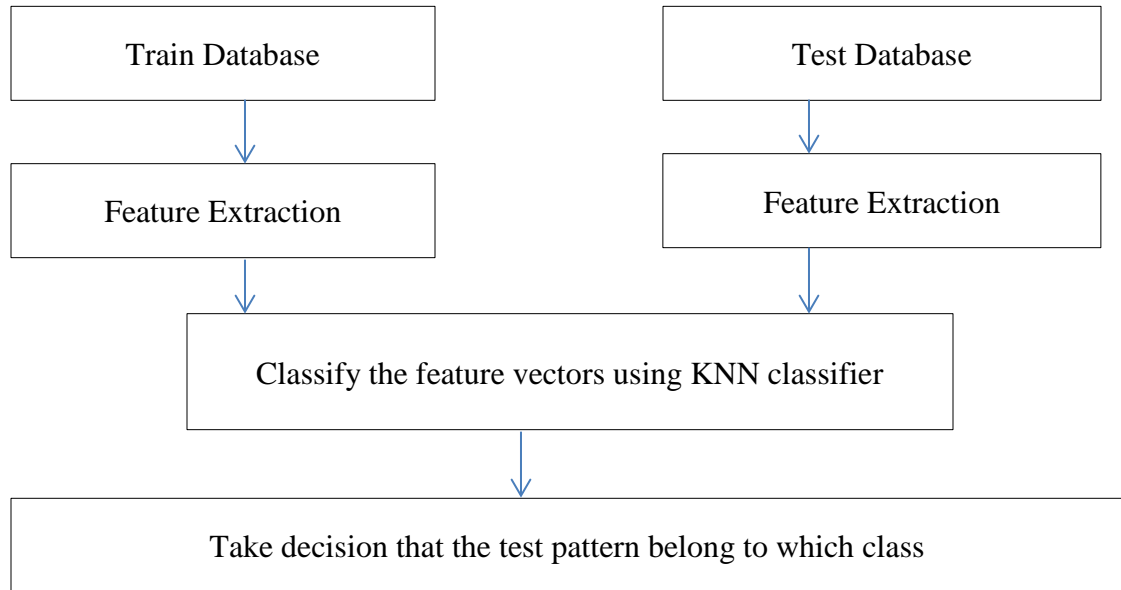 Train Database
Test Database
Feature Extraction
Feature Extraction
Classify the feature vectors using KNN classifier
Take decision that the test pattern belong to which class